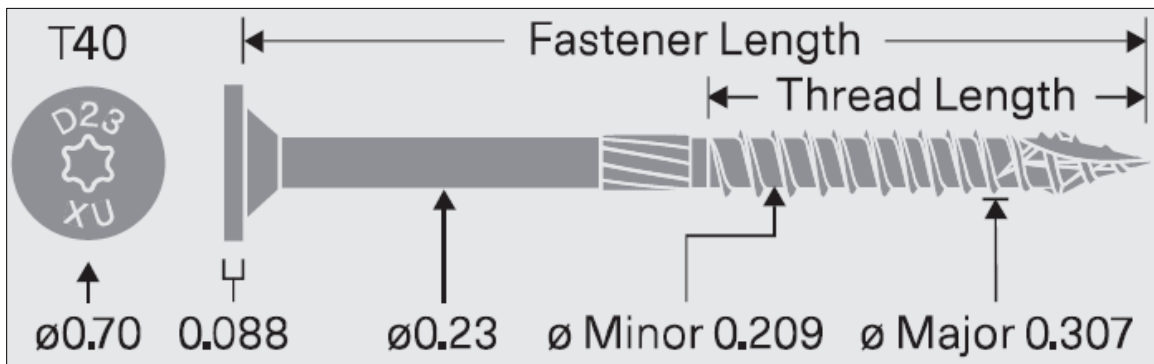 T40
Fastener Length
Thread Length
D23
XU
ø0.70 0.088 ø0.23 ø Minor 0.209 ø Major 0.307